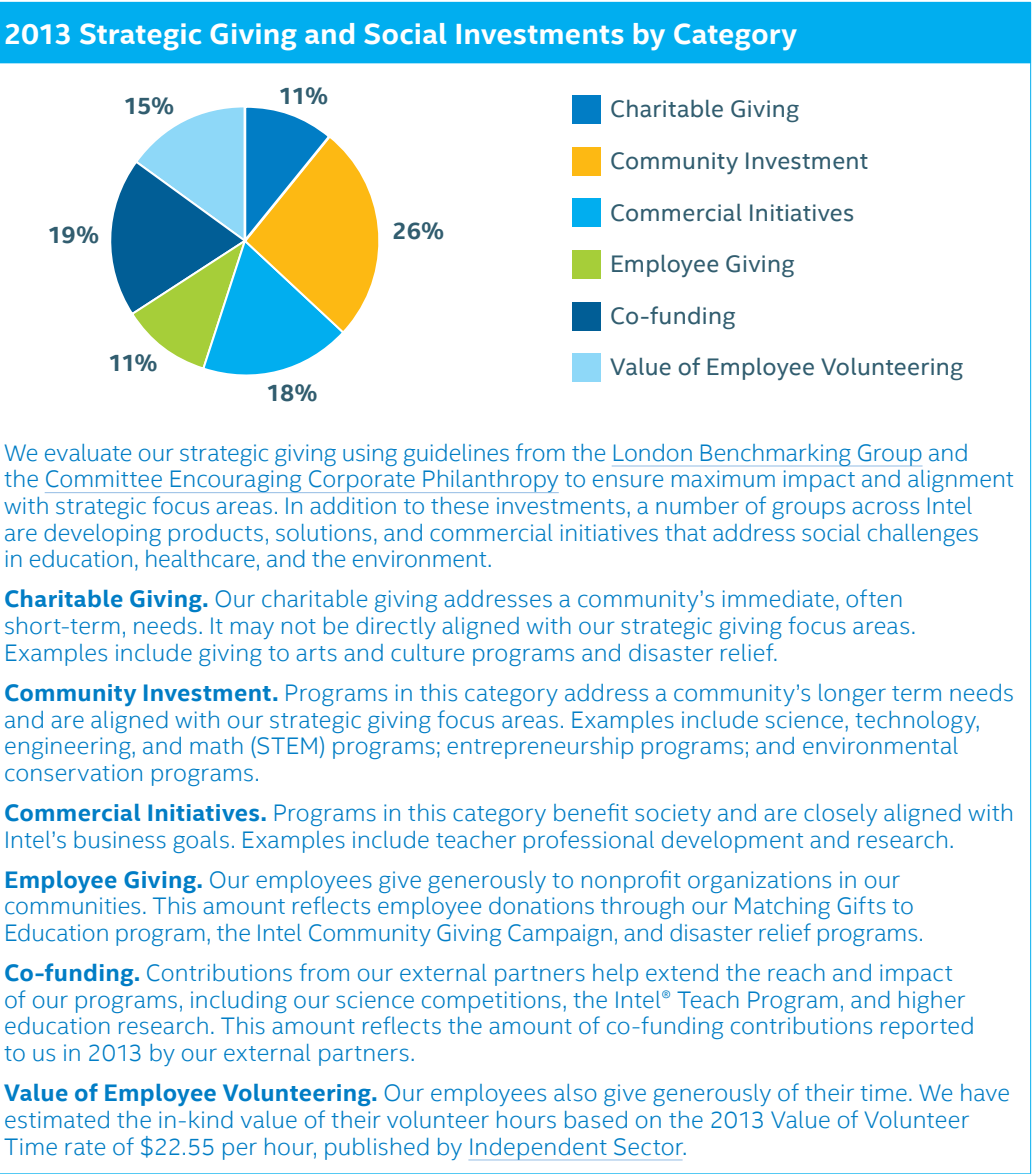 2013 Strategic Giving and Social Investments by Category
15%
11%
19%
26%
11%
18%
Charitable Giving
Community Investment
Commercial Initiatives
Employee Giving
Co-funding
Value of Employee Volunteering
We evaluate our strategic giving using guidelines from the London Benchmarking Group and
the Committee Encouraging Corporate Philanthropy to ensure maximum impact and alignment
with strategic focus areas. In addition to these investments, a number of groups across Intel
are developing products, solutions, and commercial initiatives that address social challenges
in education, healthcare, and the environment.
Charitable Giving. Our charitable giving addresses a community's immediate, often
short-term, needs. It may not be directly aligned with our strategic giving focus areas.
Examples include giving to arts and culture programs and disaster relief.
Community Investment. Programs in this category address a community's longer term needs
and are aligned with our strategic giving focus areas. Examples include science, technology,
engineering, and math (STEM) programs; entrepreneurship programs; and environmental
conservation programs.
Commercial Initiatives. Programs in this category benefit society and are closely aligned with
Intel's business goals. Examples include teacher professional development and research.
Employee Giving. Our employees give generously to nonprofit organizations in our
communities. This amount reflects employee donations through our Matching Gifts to
Education program, the Intel Community Giving Campaign, and disaster relief programs.
Co-funding. Contributions from our external partners help extend the reach and impact
of our programs, including our science competitions, the Intel® Teach Program, and higher
education research. This amount reflects the amount of co-funding contributions reported
to us in 2013 by our external partners.
Value of Employee Volunteering. Our employees also give generously of their time. We have
estimated the in-kind value of their volunteer hours based on the 2013 Value of Volunteer
Time rate of $22.55 per hour, published by Independent Sector.